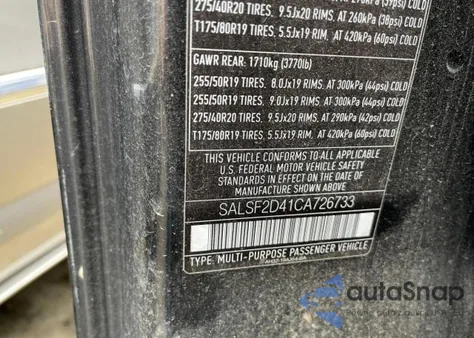 275/40R20 TIRES. 9.5Jx20 RIMS. AT 260kPa (38psi) COLD
T175/80R19 TIRES. 5.5J19 RIMS. AT 420kPa (60psi) COLD
GAWR REAR: 1710kg (3770lb)
255/50R19 TIRES. 8.0Jx19 RIMS. AT 300kPa (44psi) COLD
255/50R19 TIRES. 9.0Jx19 RIMS. AT 300kPa (44psi) COLD
275/40R20 TIRES. 9.5Jx20 RIMS. AT 290kPa (42psi) COLD
T175/80R19 TIRES. 5.5J19 RIMS. AT 420kPa (60psi) COLD
THIS VEHICLE CONFORMS TO ALL APPLICABLE
U.S. FEDERAL MOTOR VEHICLE SAFETY
STANDARDS IN EFFECT ON THE DATE OF
MANUFACTURE SHOWN ABOVE.
SALSF2D41CA726733
TYPE: MULTI-PURPOSE PASSENGER VEHICLE
autoSnap